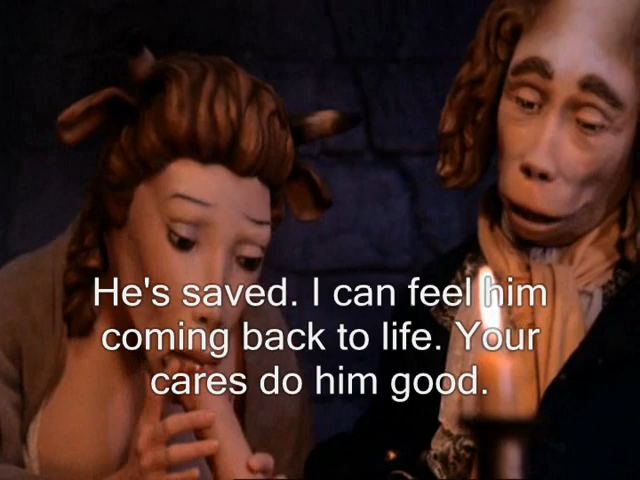 He's saved. I can feel him
coming back to life. Your
cares do him good.